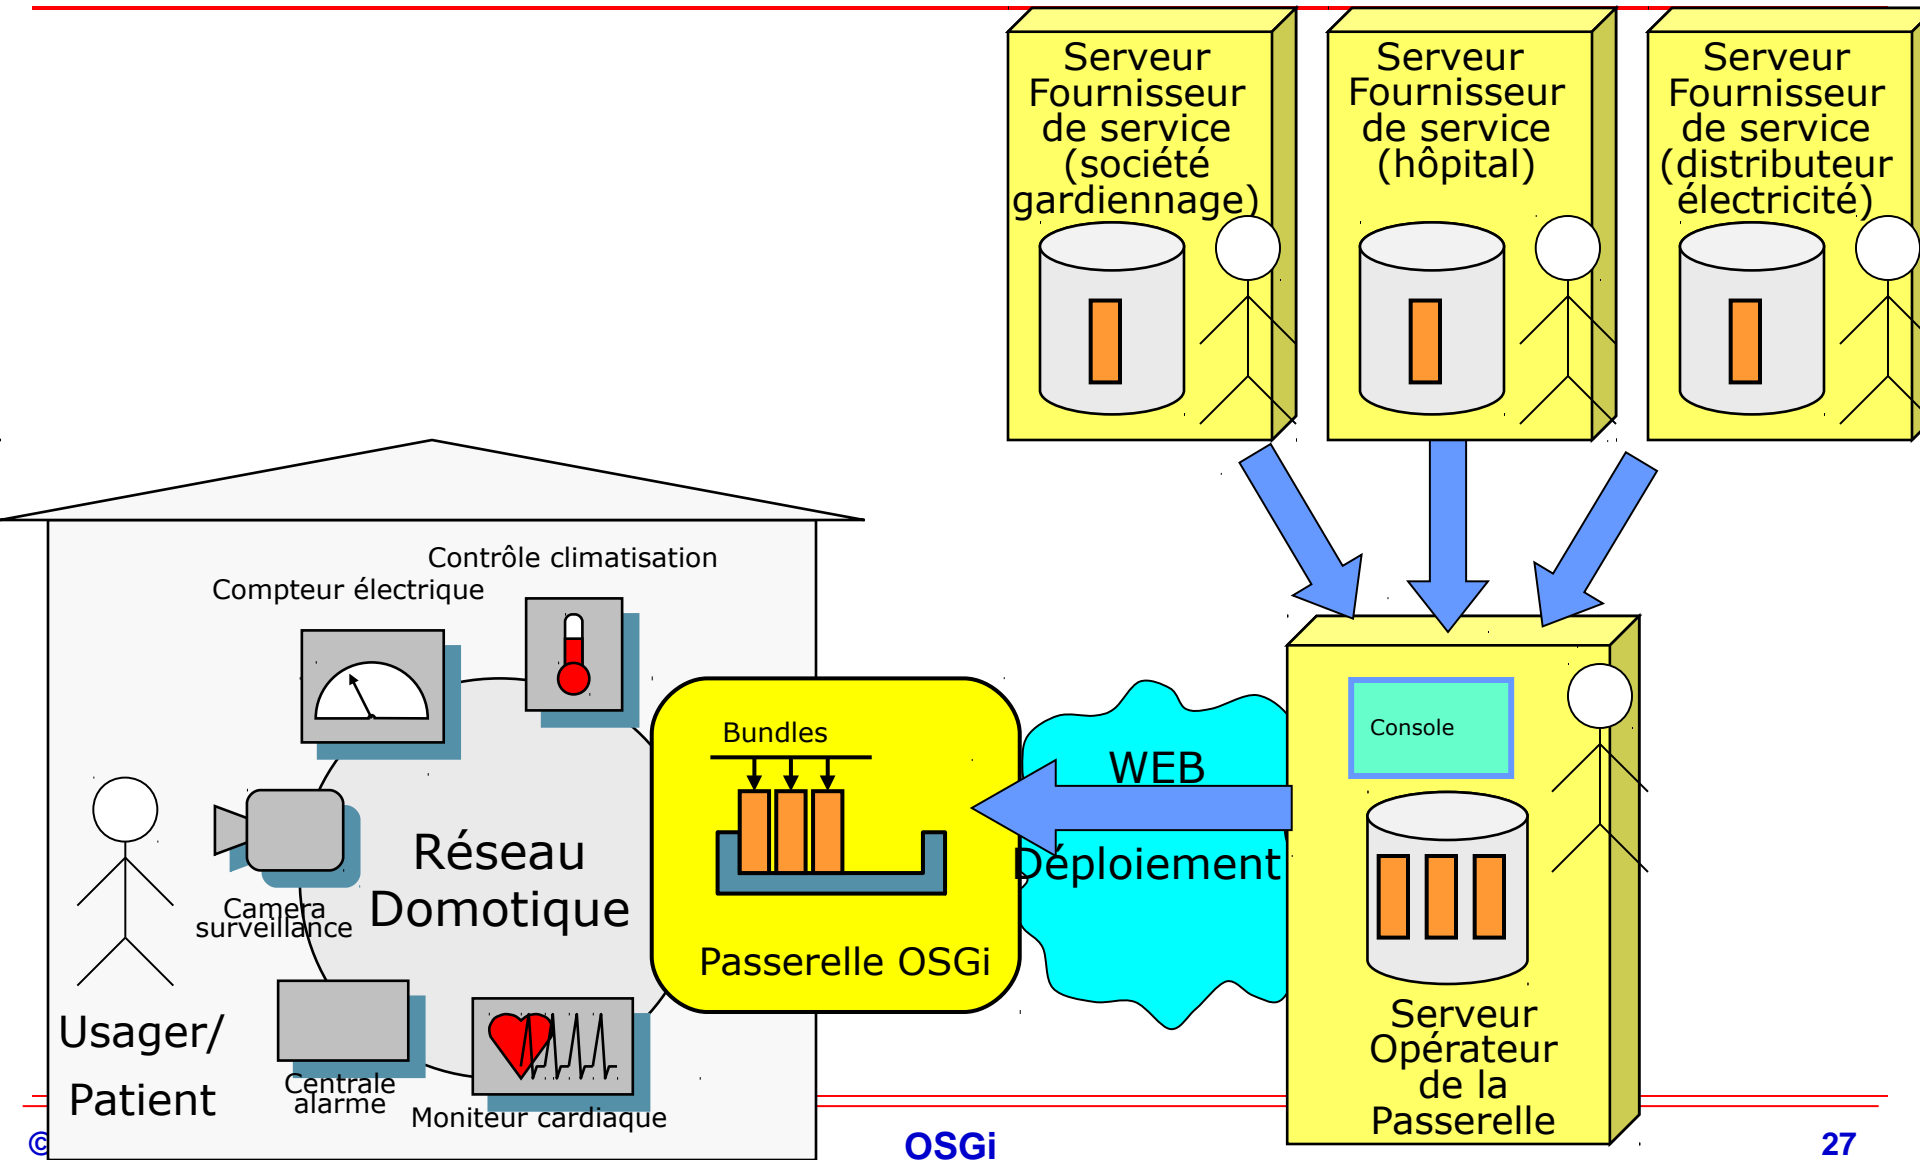 Serveur
Fournisseur
de service
(société
gardiennage)
Serveur
Fournisseur
de service
(hôpital)
Serveur
Fournisseur
de service
(distributeur
électricité)
Contrôle climatisation
Compteur électrique
Bundles
Console
WEB
Réseau
Domotique
Déploiement
Camera
surveillance
Passerelle OSGi
Usager/
Patient
Centrale
alarme
Moniteur cardiaque
Serveur
Opérateur
de la
Passerelle
©
OSGi
27